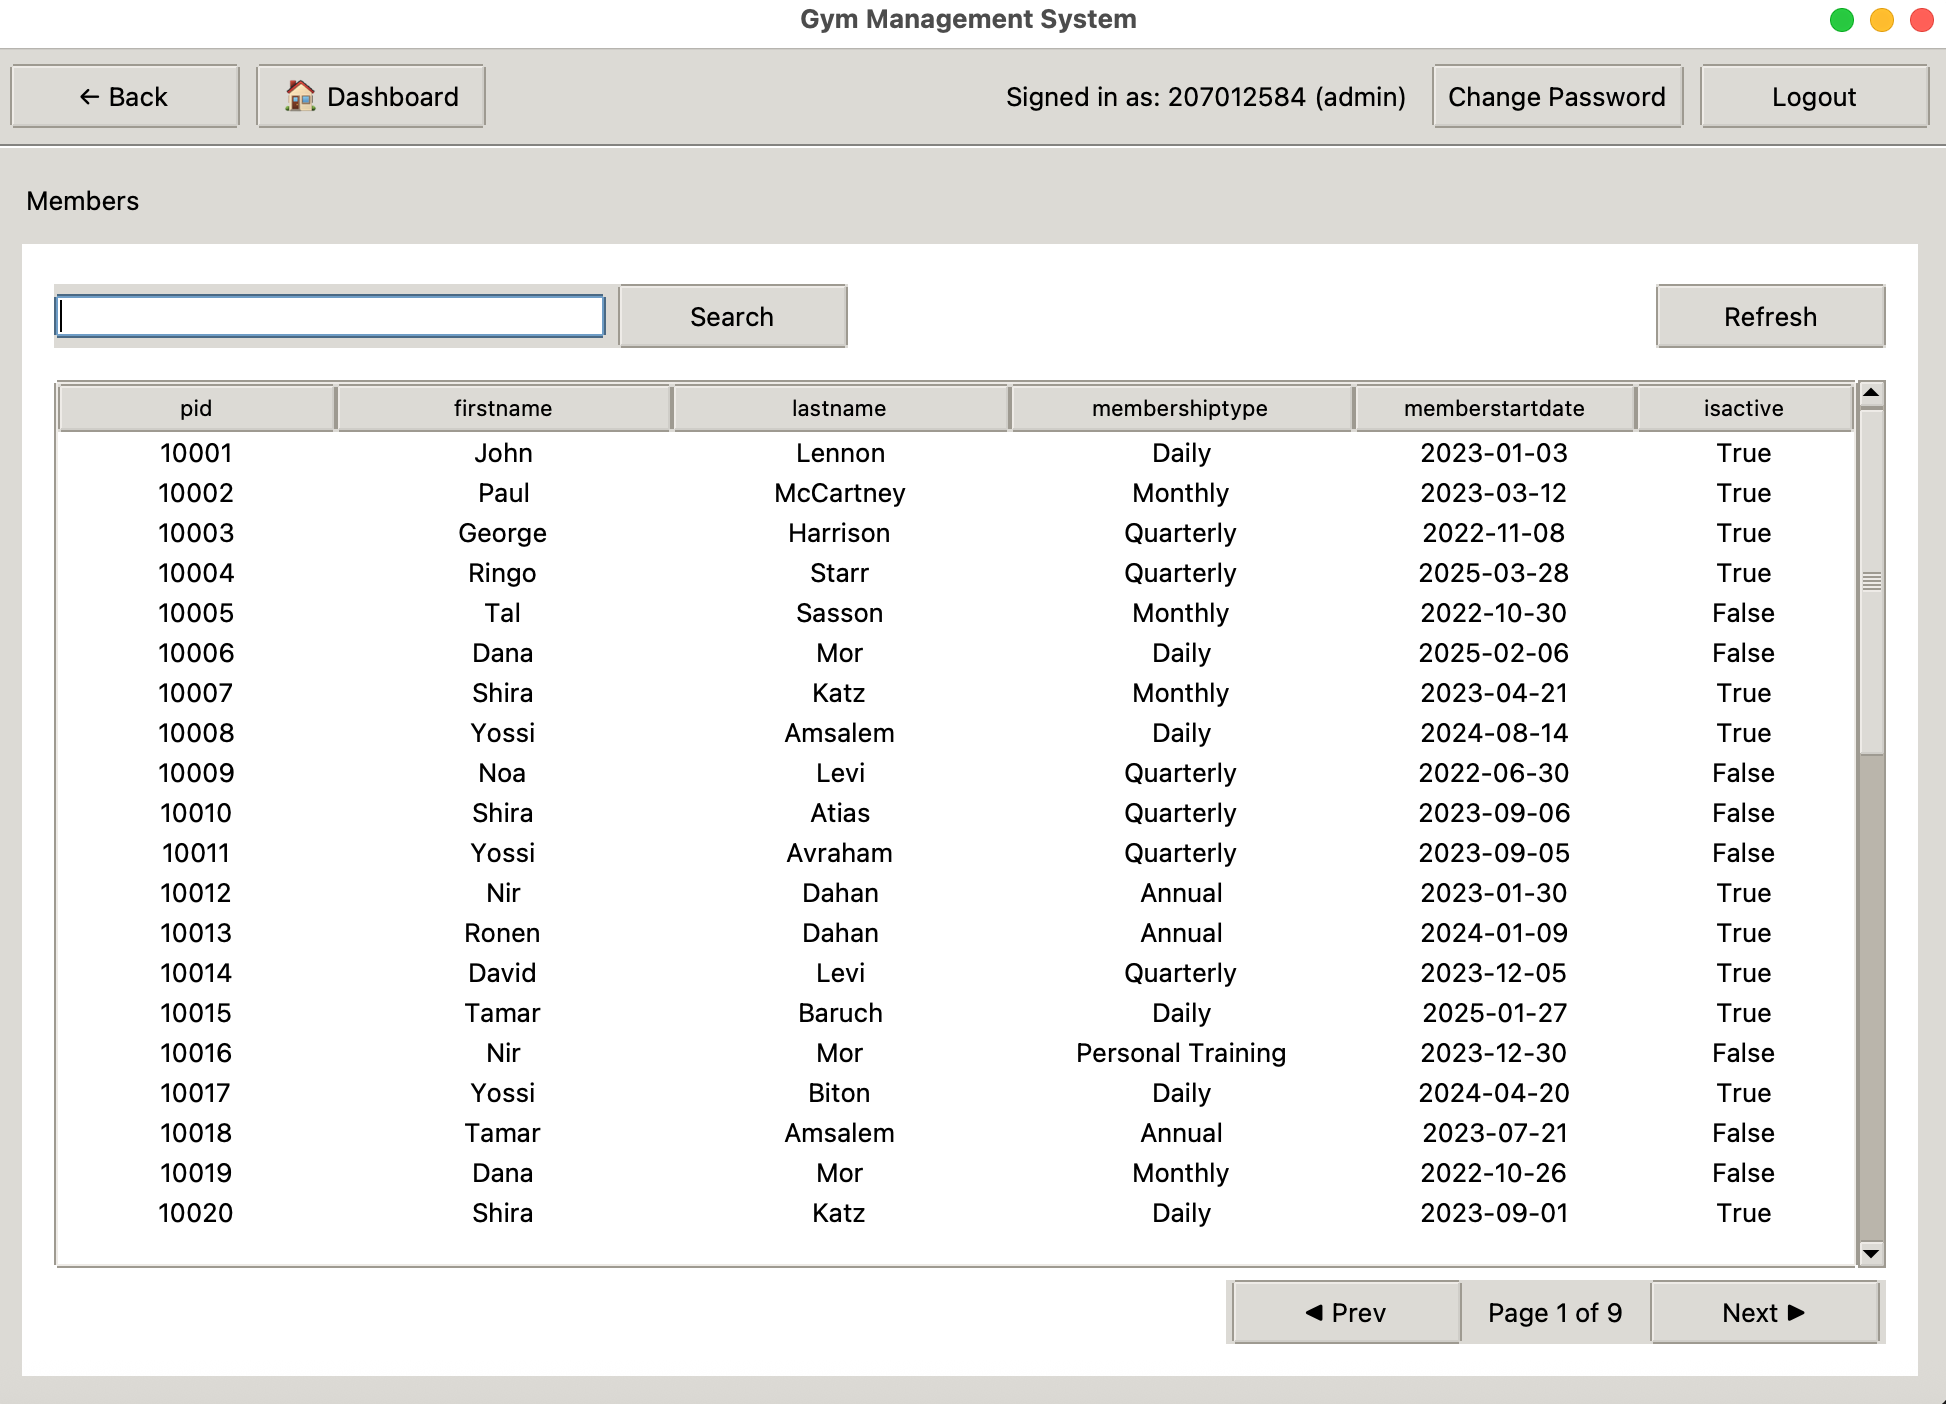 Gym Management System
← Back 🏠 Dashboard Signed in as: 207012584 (admin) Change Password Logout
Members
Search Refresh
pid firstname lastname membershiptype memberstartdate isactive
10001 John Lennon Daily 2023-01-03 True
10002 Paul McCartney Monthly 2023-03-12 True
10003 George Harrison Quarterly 2022-11-08 True
10004 Ringo Starr Quarterly 2025-03-28 True
10005 Tal Sasson Monthly 2022-10-30 False
10006 Dana Mor Daily 2025-02-06 False
10007 Shira Katz Monthly 2023-04-21 True
10008 Yossi Amsalem Daily 2024-08-14 True
10009 Noa Levi Quarterly 2022-06-30 False
10010 Shira Atias Quarterly 2023-09-06 False
10011 Yossi Avraham Quarterly 2023-09-05 False
10012 Nir Dahan Annual 2023-01-30 True
10013 Ronen Dahan Annual 2024-01-09 True
10014 David Levi Quarterly 2023-12-05 True
10015 Tamar Baruch Daily 2025-01-27 True
10016 Nir Mor Personal Training 2023-12-30 False
10017 Yossi Biton Daily 2024-04-20 True
10018 Tamar Amsalem Annual 2023-07-21 False
10019 Dana Mor Monthly 2022-10-26 False
10020 Shira Katz Daily 2023-09-01 True
◀ Prev Page 1 of 9 Next ▶